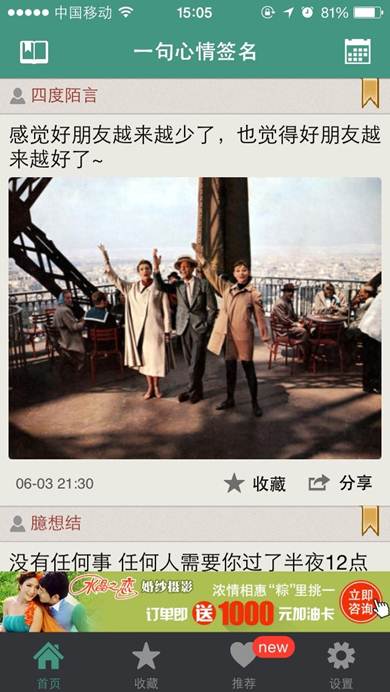 中国移动 15:05 81%
一句心情签名
四度陌言
感觉好朋友越来越少了，也觉得好朋友越
来越好了~
06-03 21:30 收藏 分享
臆想结
没有任何事 任何人需要你过了半夜12点
水晶之恋 婚纱摄影 浓情相惠“粽”里挑一 立即
订单即 送 1000 元加油卡 咨询
new
首页 收藏 推荐 设置